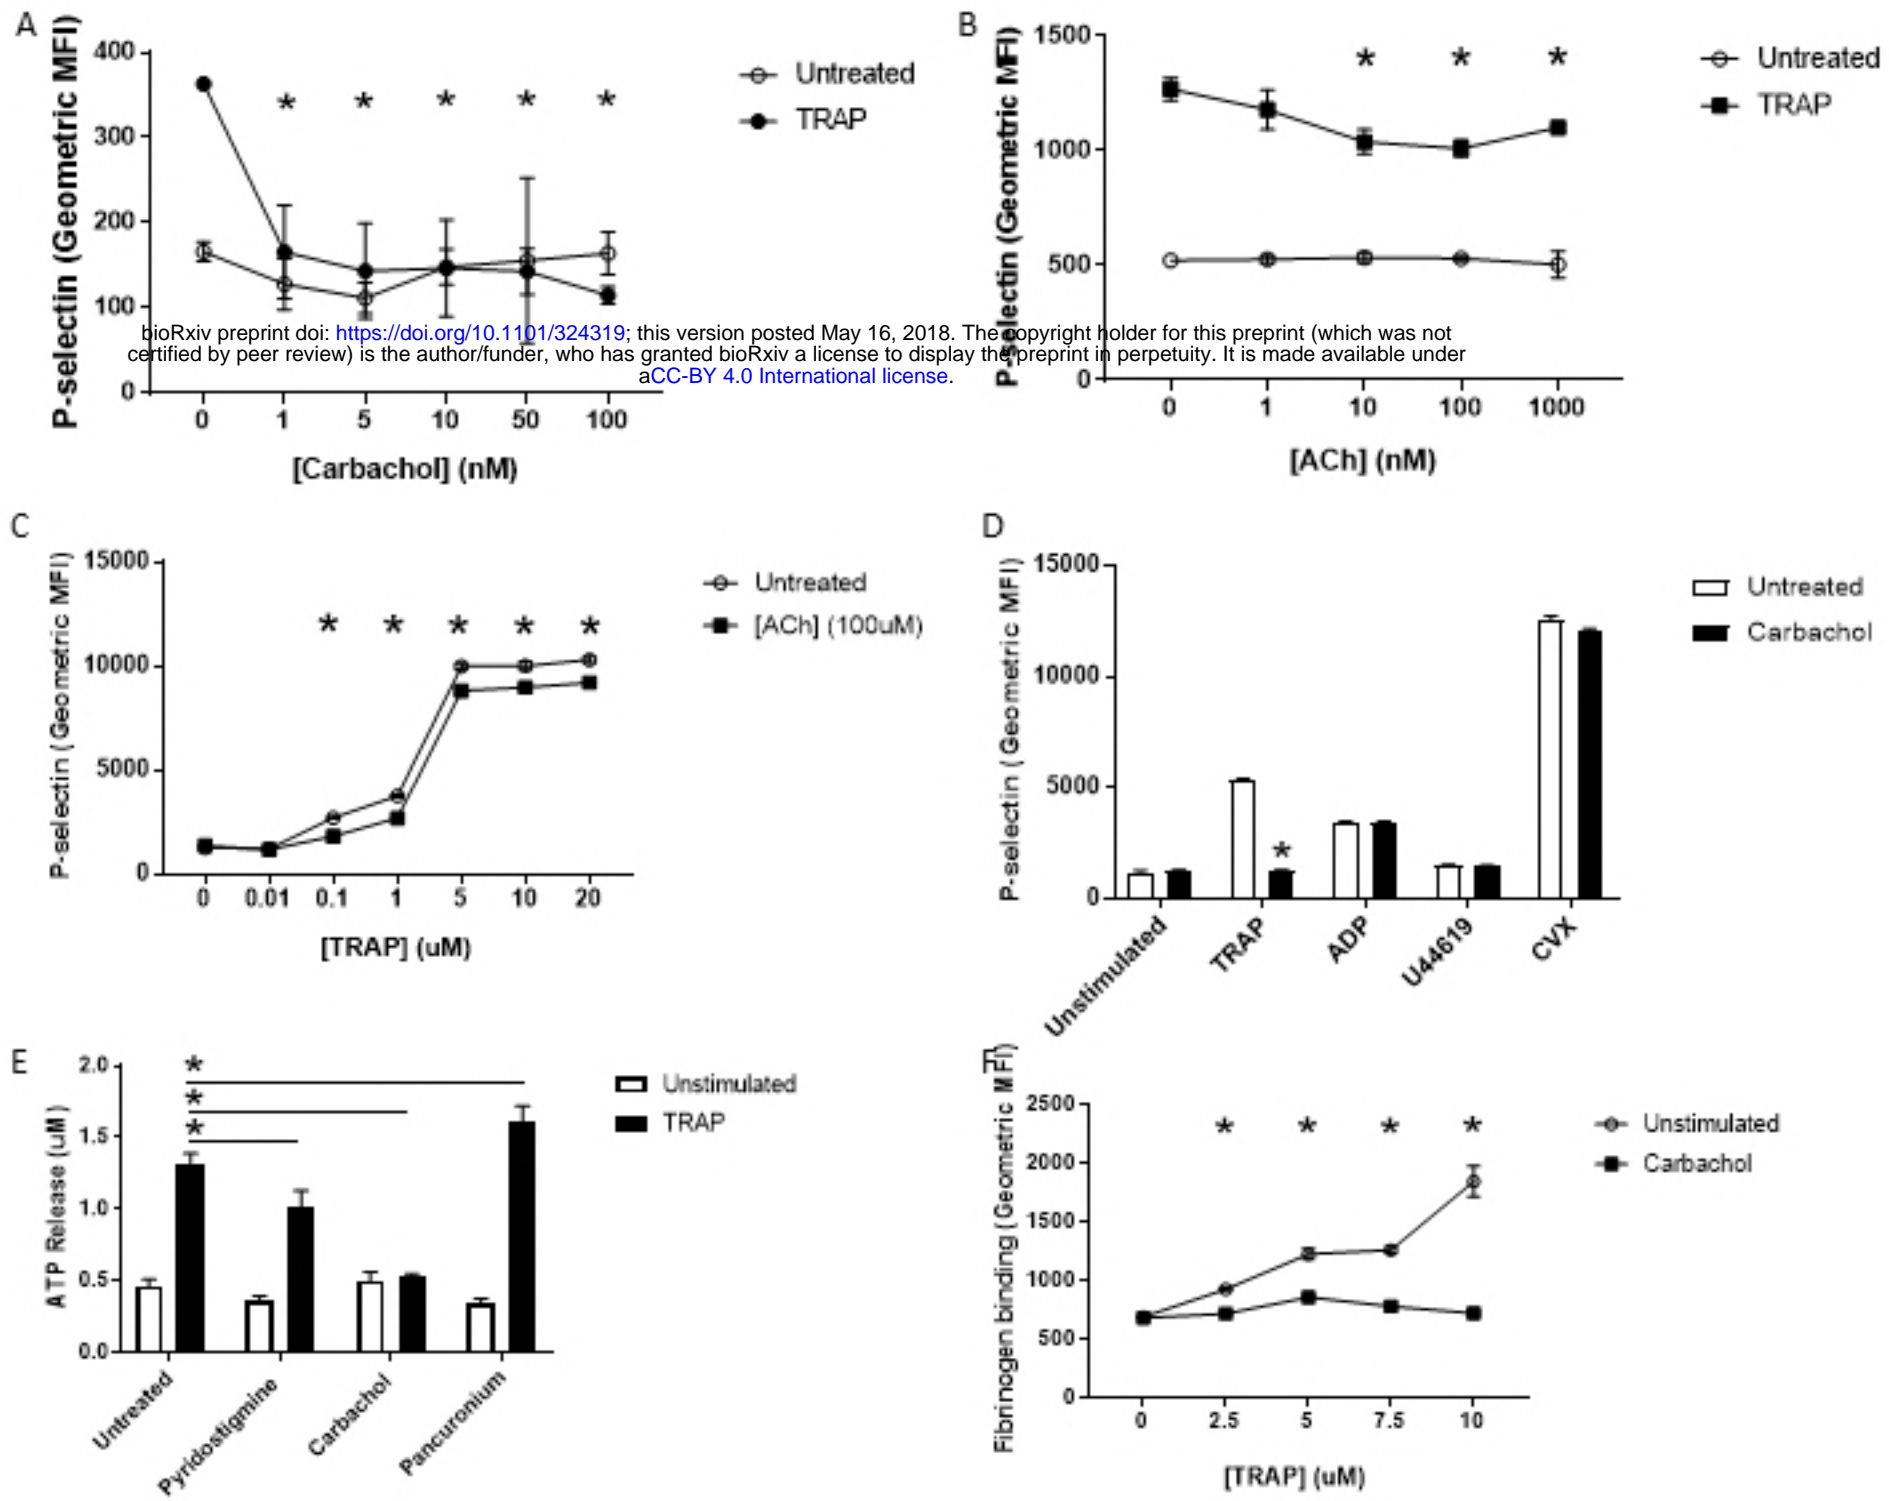 A
P-selectin (Geometric MFI)
400
300
200
100
0
* * * * *
Untreated
TRAP
0 1 5 10 50 100
[Carbachol] (nM)
B
P-selectin (Geometric MFI)
1500
1000
500
0
* * *
Untreated
TRAP
0 1 10 100 1000
[ACh] (nM)
bioRxiv preprint doi: https://doi.org/10.1101/324319; this version posted May 16, 2018. The copyright holder for this preprint (which was not
certified by peer review) is the author/funder, who has granted bioRxiv a license to display the preprint in perpetuity. It is made available under
aCC-BY 4.0 International license.
C
P-selectin (Geometric MFI)
15000
10000
5000
0
* * * * *
Untreated
[ACh] (100uM)
0 0.01 0.1 1 5 10 20
[TRAP] (uM)
D
P-selectin (Geometric MFI)
15000
10000
5000
0
*
Untreated
Carbachol
Unstimulated
TRAP
ADP
U44619
CVX
E
ATP Release (uM)
2.0
1.5
1.0
0.5
0.0
*
*
*
Unstimulated
TRAP
Untreated
Pyridostigmine
Carbachol
Pancuronium
F
Fibrinogen binding (Geometric MFI)
2500
2000
1500
1000
500
0
* * * *
Unstimulated
Carbachol
0 2.5 5 7.5 10
[TRAP] (uM)